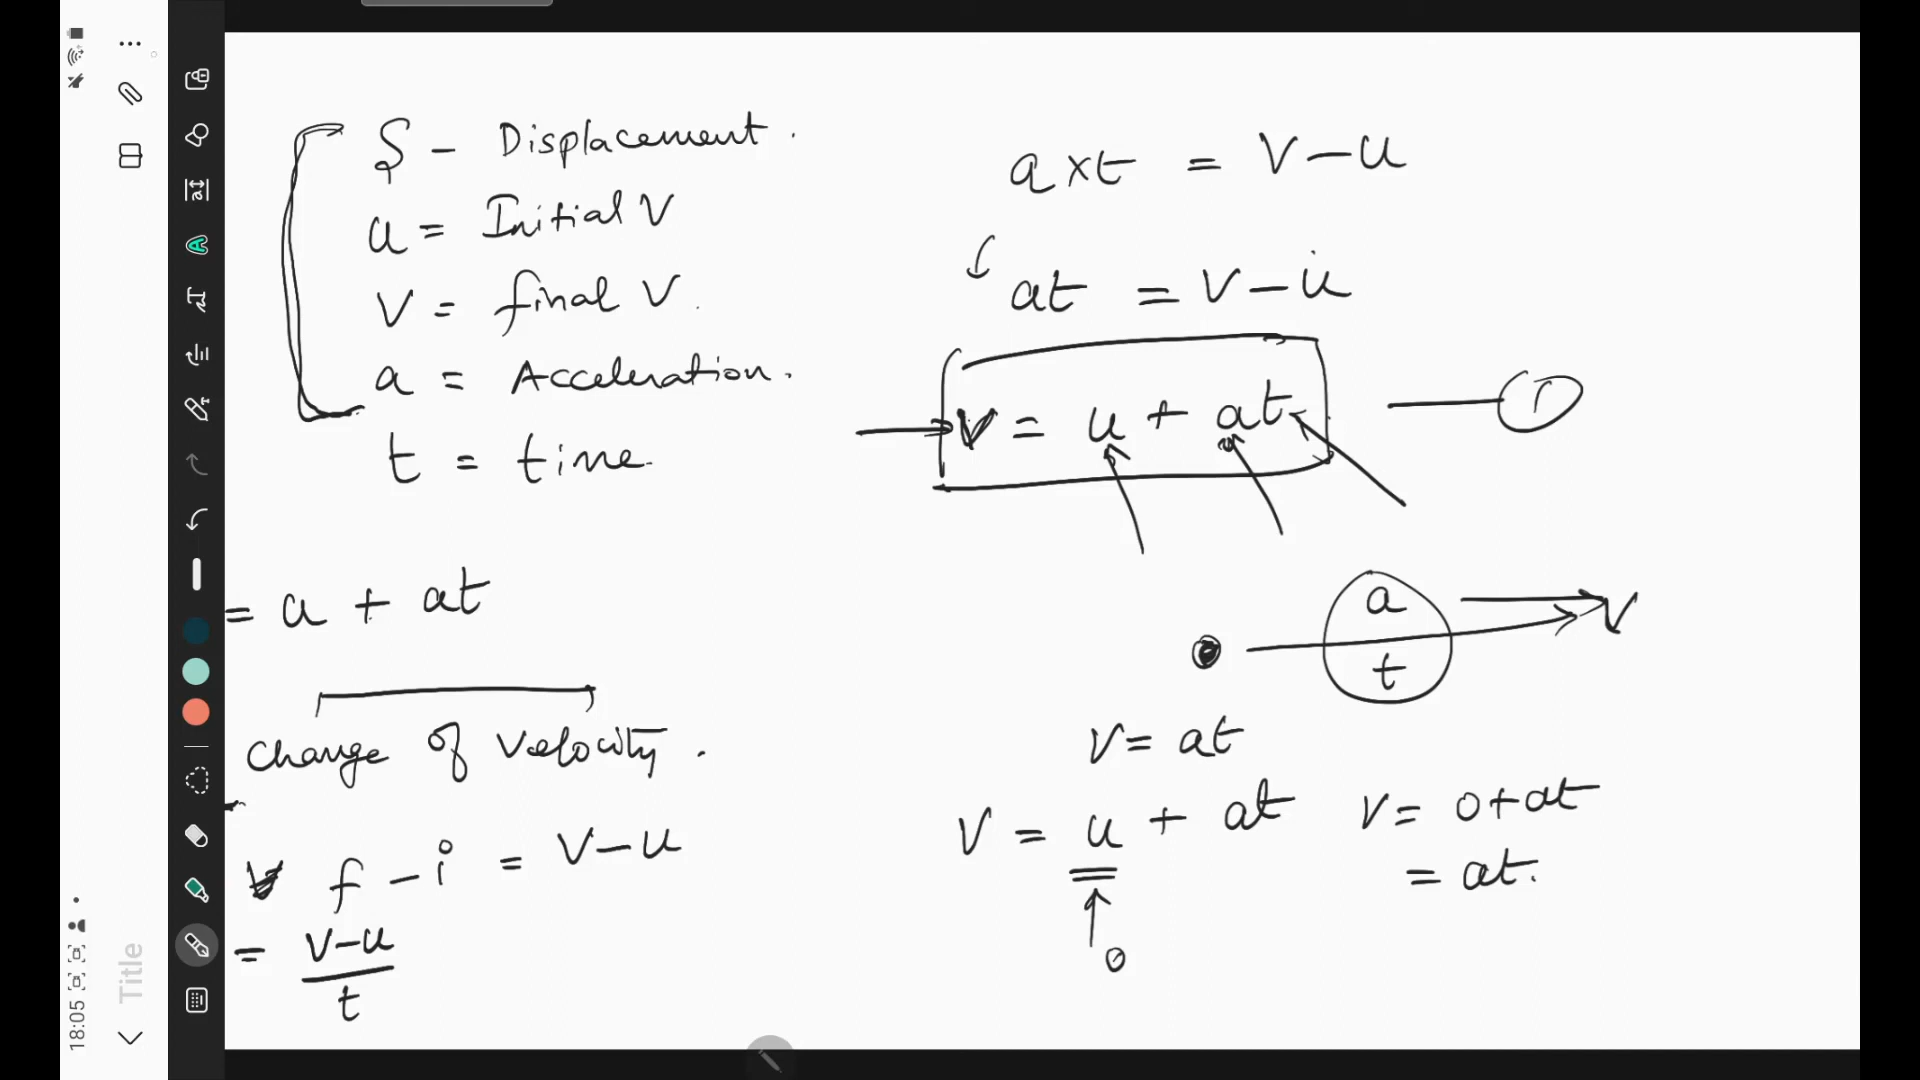 S - Displacement.
u = Initial V
V = final V.
a = Acceleration.
t = time.
= u + at
Change of Velocity.
V f - i = V-u
= V-u
t
a×t = V-u
at = V-u
V = u + at
1
a
t
V
V = at
V = u + at
0
V = 0+at
= at.
18:05
Title